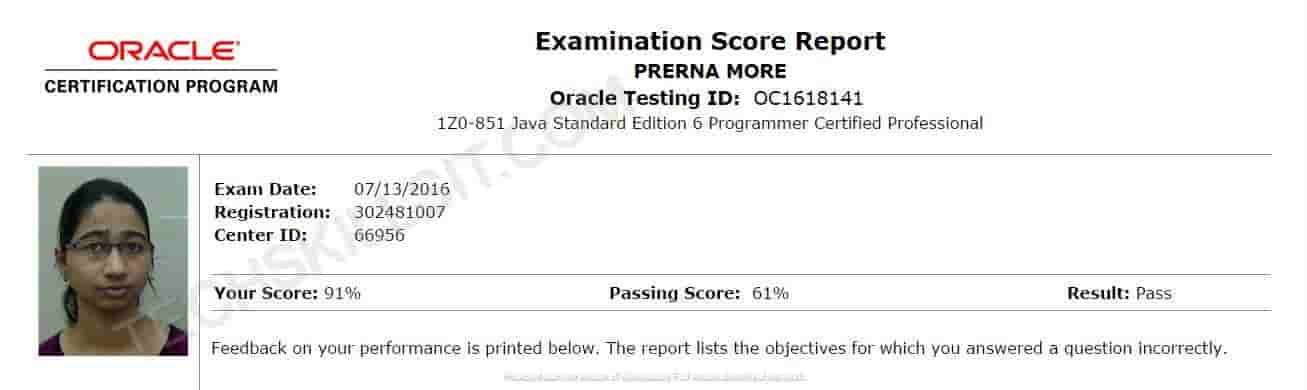 ORACLE
CERTIFICATION PROGRAM
Examination Score Report
PRERNA MORE
Oracle Testing ID: OC1618141
1Z0-851 Java Standard Edition 6 Programmer Certified Professional
Exam Date: 07/13/2016
Registration: 302481007
Center ID: 66956
Your Score: 91% Passing Score: 61% Result: Pass
Feedback on your performance is printed below. The report lists the objectives for which you answered a question incorrectly.